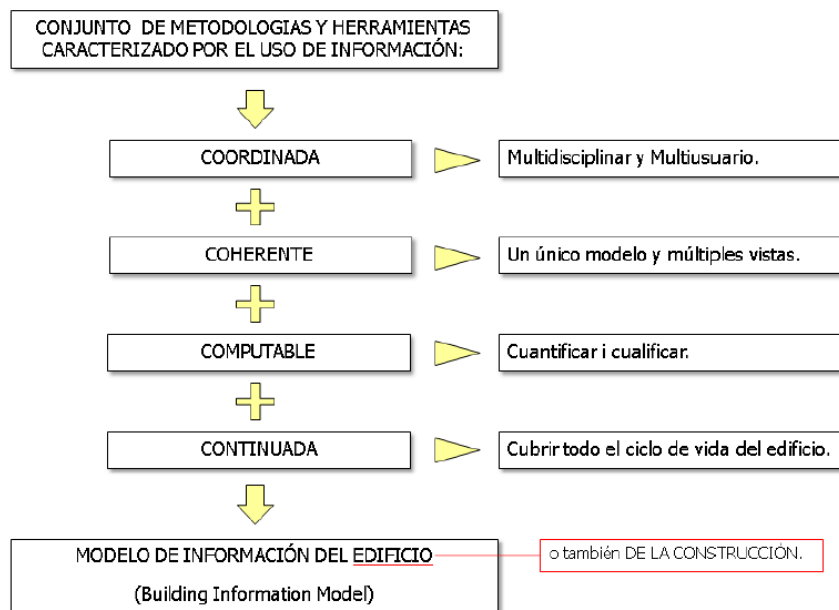 CONJUNTO DE METODOLOGIAS Y HERRAMIENTAS
CARACTERIZADO POR EL USO DE INFORMACIÓN:
COORDINADA
Multidisciplinar y Multiusuario.
COHERENTE
Un único modelo y múltiples vistas.
COMPUTABLE
Cuantificar i cualificar.
CONTINUADA
Cubrir todo el ciclo de vida del edificio.
MODELO DE INFORMACIÓN DEL EDIFICIO
o también DE LA CONSTRUCCIÓN.
(Building Information Model)